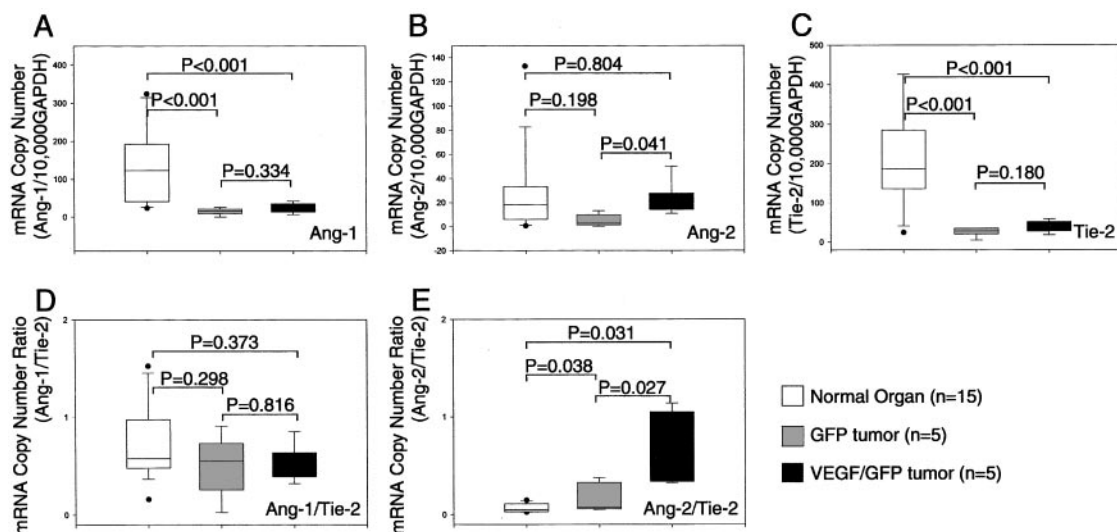 A
mRNA Copy Number
(Ang-1/10,000GAPDH)
400
300
200
100
0
P<0.001
P<0.001
P=0.334
Ang-1
B
mRNA Copy Number
(Ang-2/10,000GAPDH)
140
120
100
80
60
40
20
0
-20
P=0.804
P=0.198
P=0.041
Ang-2
C
mRNA Copy Number
(Tie-2/10,000GAPDH)
500
400
300
200
100
0
P<0.001
P<0.001
P=0.180
Tie-2
D
mRNA Copy Number Ratio
(Ang-1/Tie-2)
2
1
0
P=0.373
P=0.298
P=0.816
Ang-1/Tie-2
E
mRNA Copy Number Ratio
(Ang-2/Tie-2)
2
1
0
P=0.031
P=0.038
P=0.027
Ang-2/Tie-2
Normal Organ (n=15)
GFP tumor (n=5)
VEGF/GFP tumor (n=5)